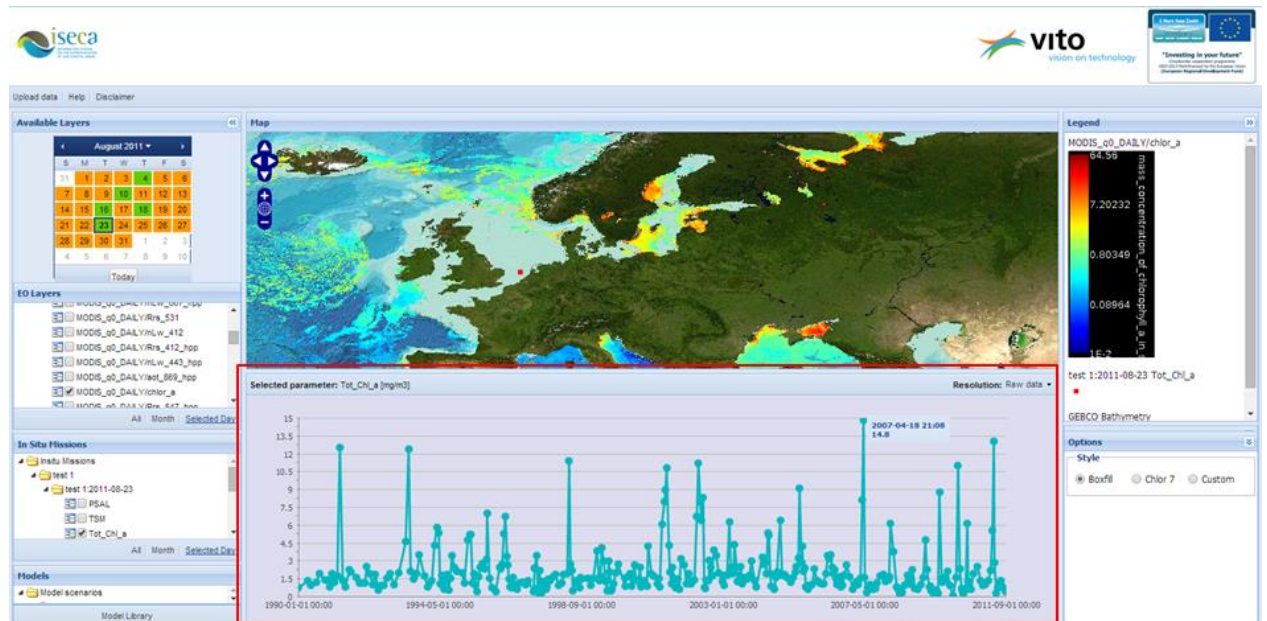 iseca
vito
vision on technology
"Investing in your future"
Upload data Help Disclaimer
Available Layers
August 2011
S M T W T F S
31 1 2 3 4 5 6
7 8 9 10 11 12 13
14 15 16 17 18 19 20
21 22 23 24 25 26 27
28 29 30 31 1 2 3
4 5 6 7 8 9 10
Today
EO Layers
MODIS_q0_DAILY/Rrs_531
MODIS_q0_DAILY/nLw_412
MODIS_q0_DAILY/Rrs_412_hpp
MODIS_q0_DAILY/nLw_443_hpp
MODIS_q0_DAILY/aot_869_hpp
MODIS_q0_DAILY/chlor_a
MODIS_q0_DAILY/Rrs_547_hpp
All Month Selected Day
In Situ Missions
Insitu Missions
test 1
test 1:2011-08-23
PSAL
TSM
Tot_Chl_a
All Month Selected Day
Models
Model scenarios
Model Library
Map
Selected parameter: Tot_Chl_a [mg/m3]
Resolution: Raw data
15
13.5
12
10.5
9
7.5
6
4.5
3
1.5
0
2007-04-18 21:08
14.8
1990-01-01 00:00 1994-05-01 00:00 1998-09-01 00:00 2003-01-01 00:00 2007-05-01 00:00 2011-09-01 00:00
Legend
MODIS_q0_DAILY/chlor_a
64.56
7.20232
0.80349
0.08964
1E-2
mass_concentration_of_chlorophyll_a_in_s
test 1:2011-08-23 Tot_Chl_a
GEBCO Bathymetry
Options
Style
Boxfill Chlor 7 Custom